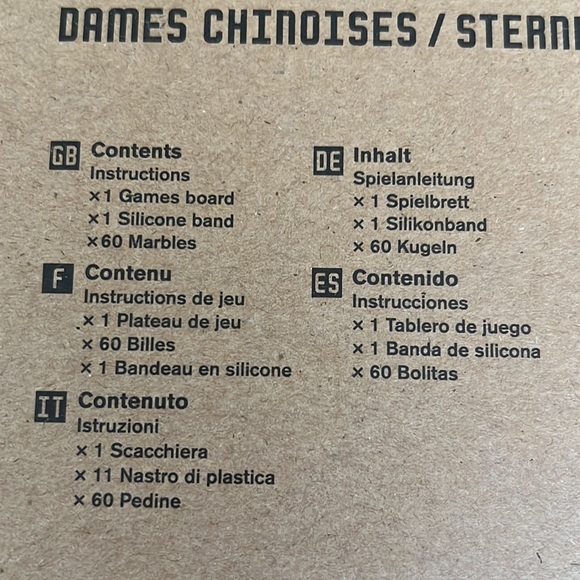 DAMES CHINOISES / STERN
GB Contents
Instructions
×1 Games board
×1 Silicone band
×60 Marbles
F Contenu
Instructions de jeu
× 1 Plateau de jeu
× 60 Billes
× 1 Bandeau en silicone
IT Contenuto
Istruzioni
× 1 Scacchiera
× 11 Nastro di plastica
× 60 Pedine
DE Inhalt
Spielanleitung
× 1 Spielbrett
× 1 Silikonband
× 60 Kugeln
ES Contenido
Instrucciones
× 1 Tablero de juego
× 1 Banda de silicona
× 60 Bolitas